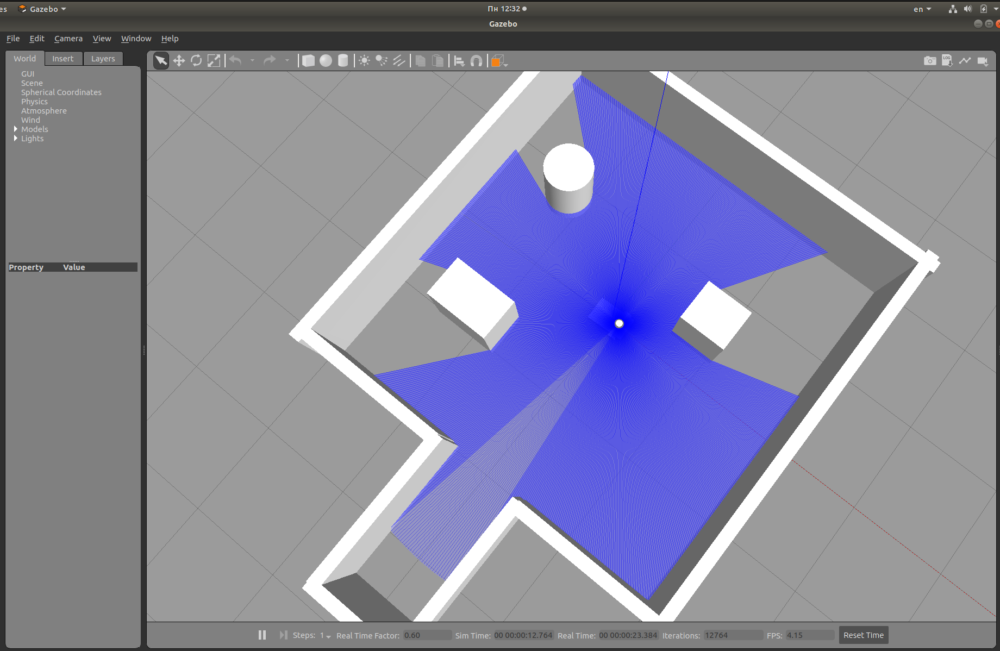 es Gazebo Пн 12:32 en
Gazebo
File Edit Camera View Window Help
World Insert Layers
LOG
GUI
Scene
Spherical Coordinates
Physics
Atmosphere
Wind
Models
Lights
Property Value
Steps: 1 Real Time Factor: 0.60 Sim Time: 00 00:00:12.764 Real Time: 00 00:00:23.384 Iterations: 12764 FPS: 4.15 Reset Time